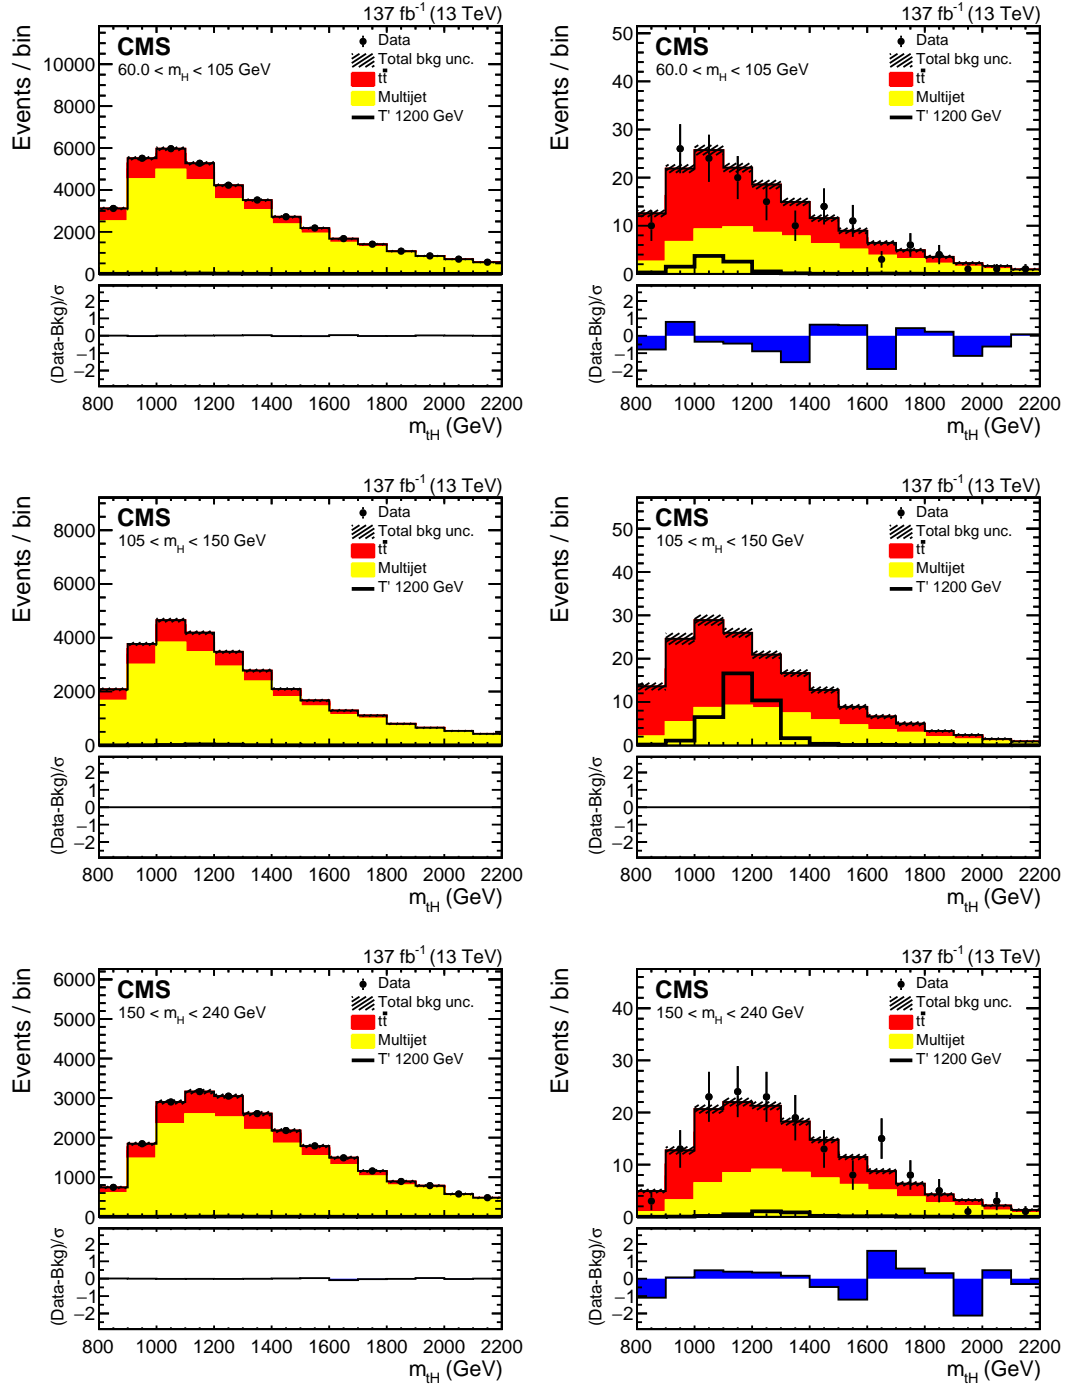 137 fb⁻¹ (13 TeV)
Events / bin
10000
8000
6000
4000
2000
0
CMS
60.0 < m_H < 105 GeV
Data
Total bkg unc.
tt̄
Multijet
T' 1200 GeV
(Data-Bkg)/σ
2
1
0
−1
−2
800 1000 1200 1400 1600 1800 2000 2200
m_tH (GeV)
137 fb⁻¹ (13 TeV)
Events / bin
50
40
30
20
10
0
CMS
60.0 < m_H < 105 GeV
Data
Total bkg unc.
tt̄
Multijet
T' 1200 GeV
(Data-Bkg)/σ
2
1
0
−1
−2
800 1000 1200 1400 1600 1800 2000 2200
m_tH (GeV)
137 fb⁻¹ (13 TeV)
Events / bin
8000
6000
4000
2000
0
CMS
105 < m_H < 150 GeV
Data
Total bkg unc.
tt̄
Multijet
T' 1200 GeV
(Data-Bkg)/σ
2
1
0
−1
−2
800 1000 1200 1400 1600 1800 2000 2200
m_tH (GeV)
137 fb⁻¹ (13 TeV)
Events / bin
50
40
30
20
10
0
CMS
105 < m_H < 150 GeV
Data
Total bkg unc.
tt̄
Multijet
T' 1200 GeV
(Data-Bkg)/σ
2
1
0
−1
−2
800 1000 1200 1400 1600 1800 2000 2200
m_tH (GeV)
137 fb⁻¹ (13 TeV)
Events / bin
6000
5000
4000
3000
2000
1000
0
CMS
150 < m_H < 240 GeV
Data
Total bkg unc.
tt̄
Multijet
T' 1200 GeV
(Data-Bkg)/σ
2
1
0
−1
−2
800 1000 1200 1400 1600 1800 2000 2200
m_tH (GeV)
137 fb⁻¹ (13 TeV)
Events / bin
40
30
20
10
0
CMS
150 < m_H < 240 GeV
Data
Total bkg unc.
tt̄
Multijet
T' 1200 GeV
(Data-Bkg)/σ
2
1
0
−1
−2
800 1000 1200 1400 1600 1800 2000 2200
m_tH (GeV)